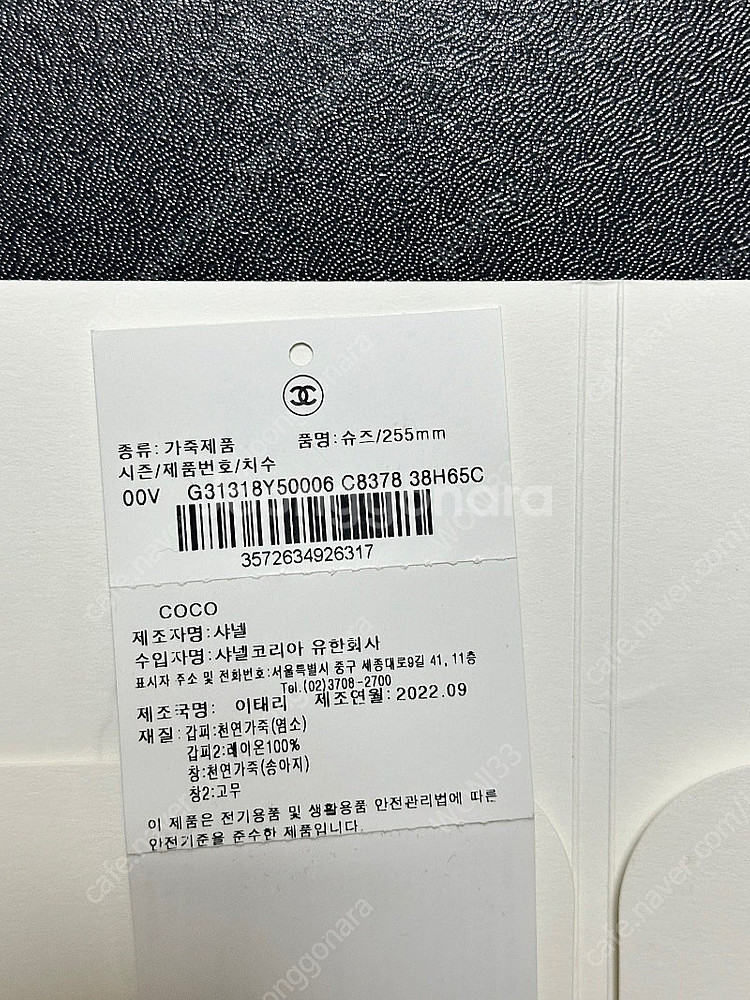 종류: 가죽제품 품명:슈즈/255mm
시즌/제품번호/치수
00V G31318Y50006 C8378 38H65C
3572634926317
COCO
제조자명:샤넬
수입자명:샤넬코리아 유한회사
표시자 주소 및 전화번호:서울특별시 중구 세종대로9길 41, 11층
Tel.(02)3708-2700
제조국명: 이태리 제조연월:2022.09
재질:갑피:천연가죽(염소)
갑피2:레이온100%
창:천연가죽(송아지)
창2:고무
이 제품은 전기용품 및 생활용품 안전관리법에 따른
안전기준을 준수한 제품입니다.
joonggonara
cafe.naver.com